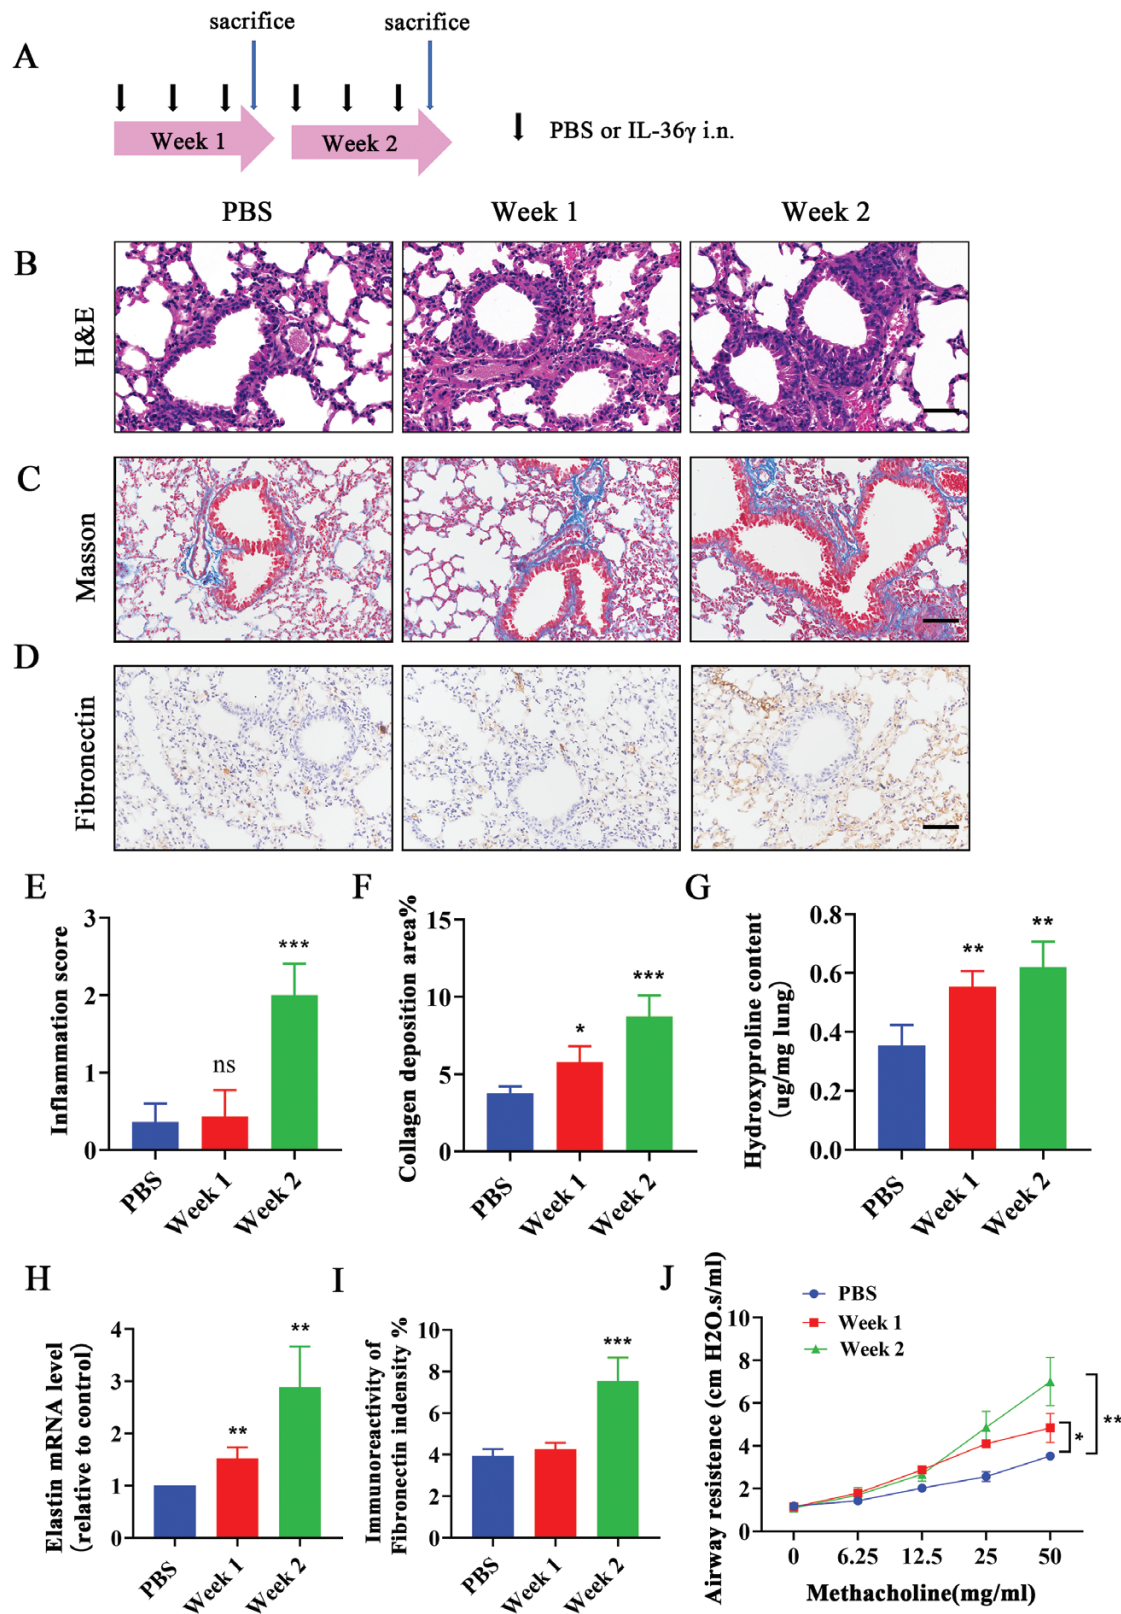 A
sacrifice
sacrifice
Week 1
Week 2
PBS or IL-36γ i.n.
PBS
Week 1
Week 2
B
H&E
C
Masson
D
Fibronectin
E
Inflammation score
3
2
1
0
ns
***
PBS
Week 1
Week 2
F
Collagen deposition area%
15
10
5
0
*
***
PBS
Week 1
Week 2
G
Hydroxyproline content
(ug/mg lung)
0.8
0.6
0.4
0.2
0.0
**
**
PBS
Week 1
Week 2
H
Elastin mRNA level
(relative to control)
4
3
2
1
0
**
**
PBS
Week 1
Week 2
I
Immunoreactivity of
Fibronectin indensity %
10
8
6
4
2
0
***
PBS
Week 1
Week 2
J
PBS
Week 1
Week 2
Airway resistence (cm H2O.s/ml)
10
8
6
4
2
0
*
**
0
6.25
12.5
25
50
Methacholine(mg/ml)